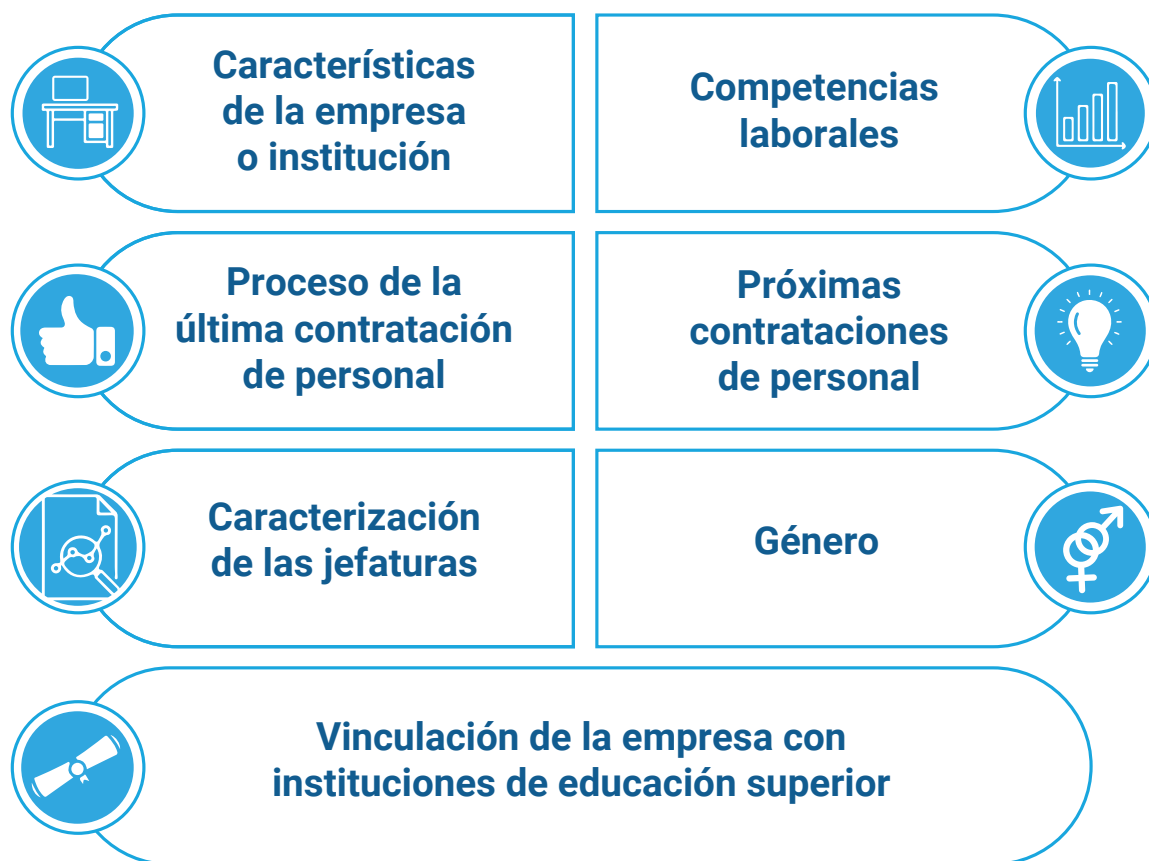 Características
de la empresa
o institución
Competencias
laborales
Proceso de la
última contratación
de personal
Próximas
contrataciones
de personal
Caracterización
de las jefaturas
Género
Vinculación de la empresa con
instituciones de educación superior